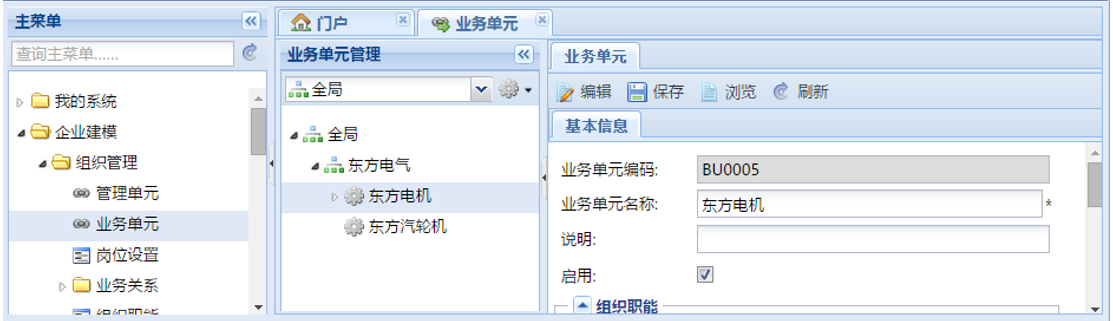 主菜单
查询主菜单......
我的系统
企业建模
组织管理
管理单元
业务单元
岗位设置
业务关系
组织职能
门户
业务单元
业务单元管理
全局
全局
东方电气
东方电机
东方汽轮机
业务单元
编辑 保存 浏览 刷新
基本信息
业务单元编码: BU0005
业务单元名称: 东方电机 *
说明:
启用:
组织职能